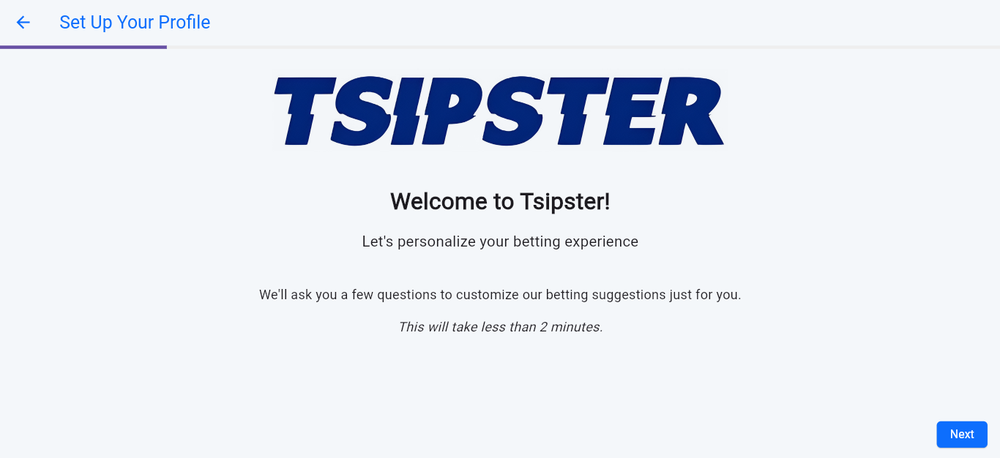 Set Up Your Profile
TSIPSTER
Welcome to Tsipster!
Let's personalize your betting experience
We'll ask you a few questions to customize our betting suggestions just for you.
This will take less than 2 minutes.
Next